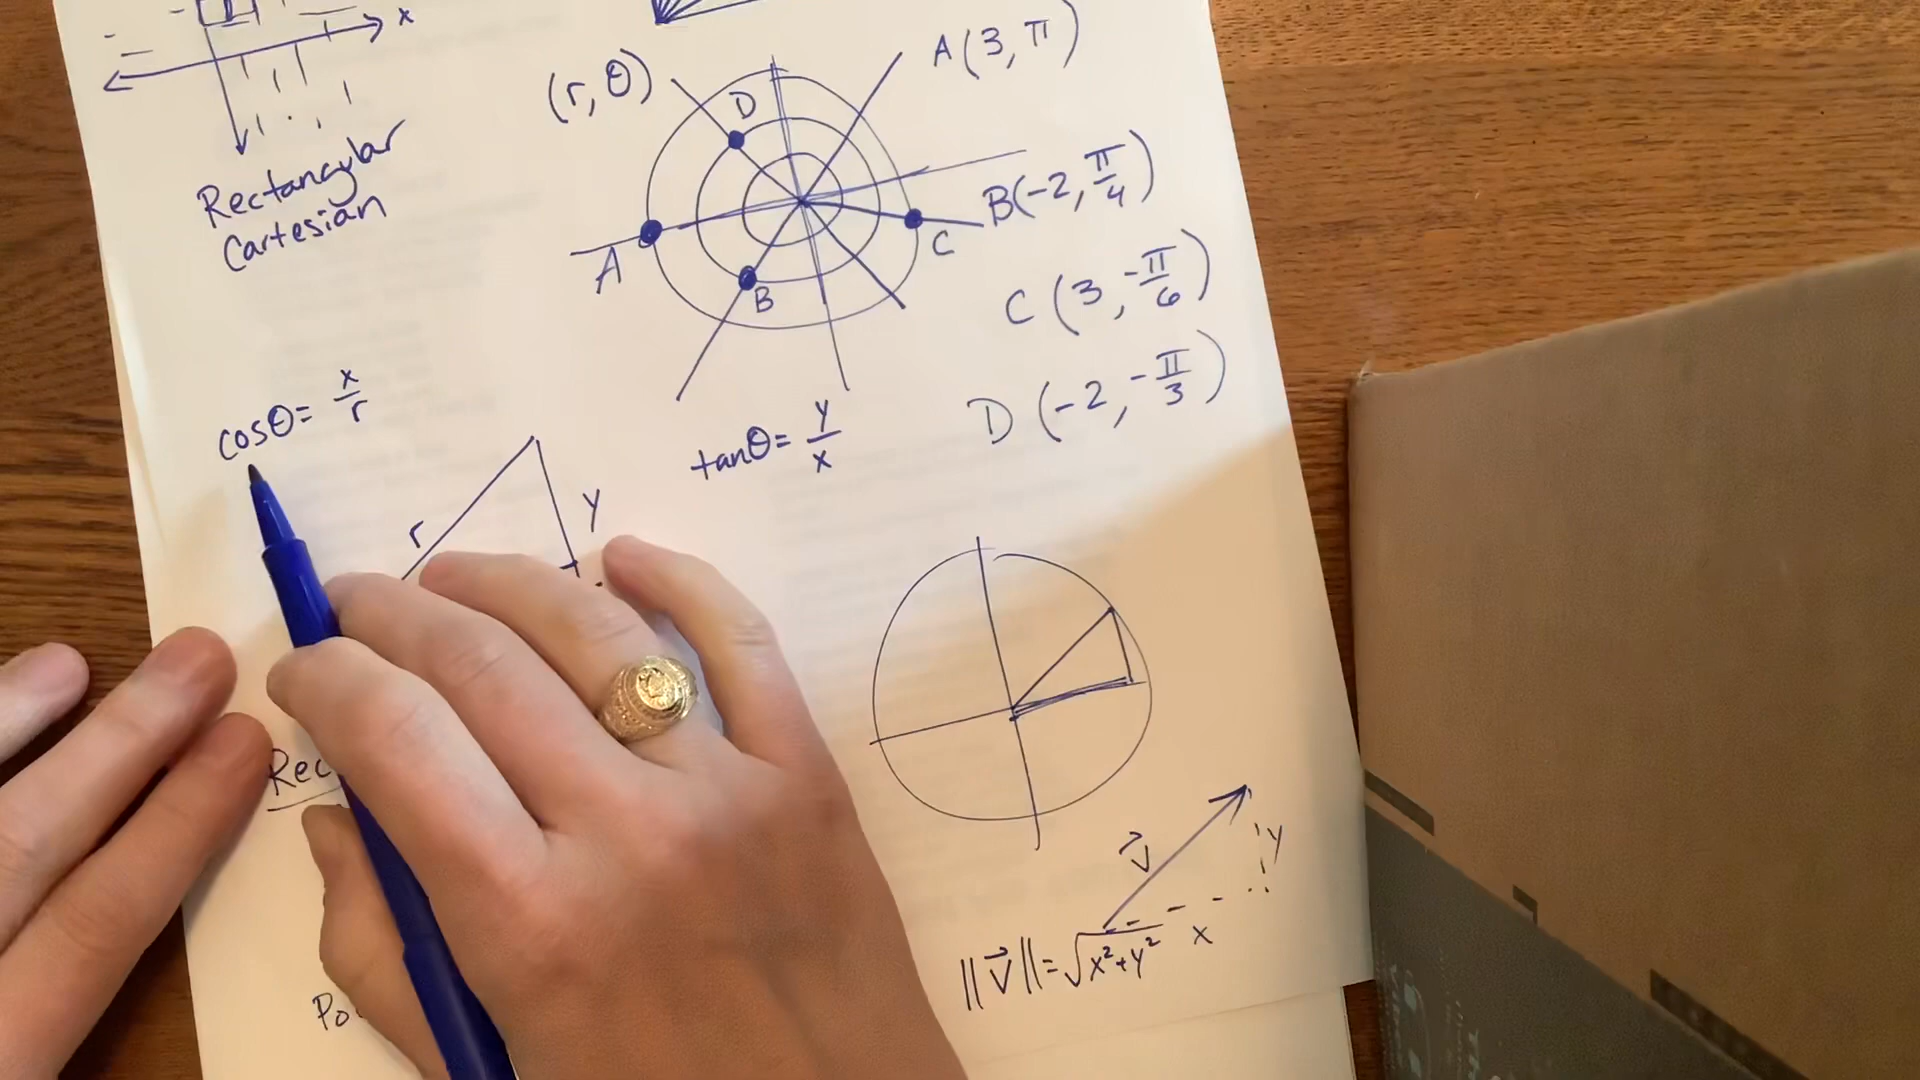 x
Rectangular
Cartesian
(r, θ)
D
A
B
C
A(3, π)
B(-2, π/4)
C(3, -π/6)
D(-2, -π/3)
cosθ = x/r
tanθ = y/x
r
y
V⃗
y
x
||V⃗|| = √x²+y²